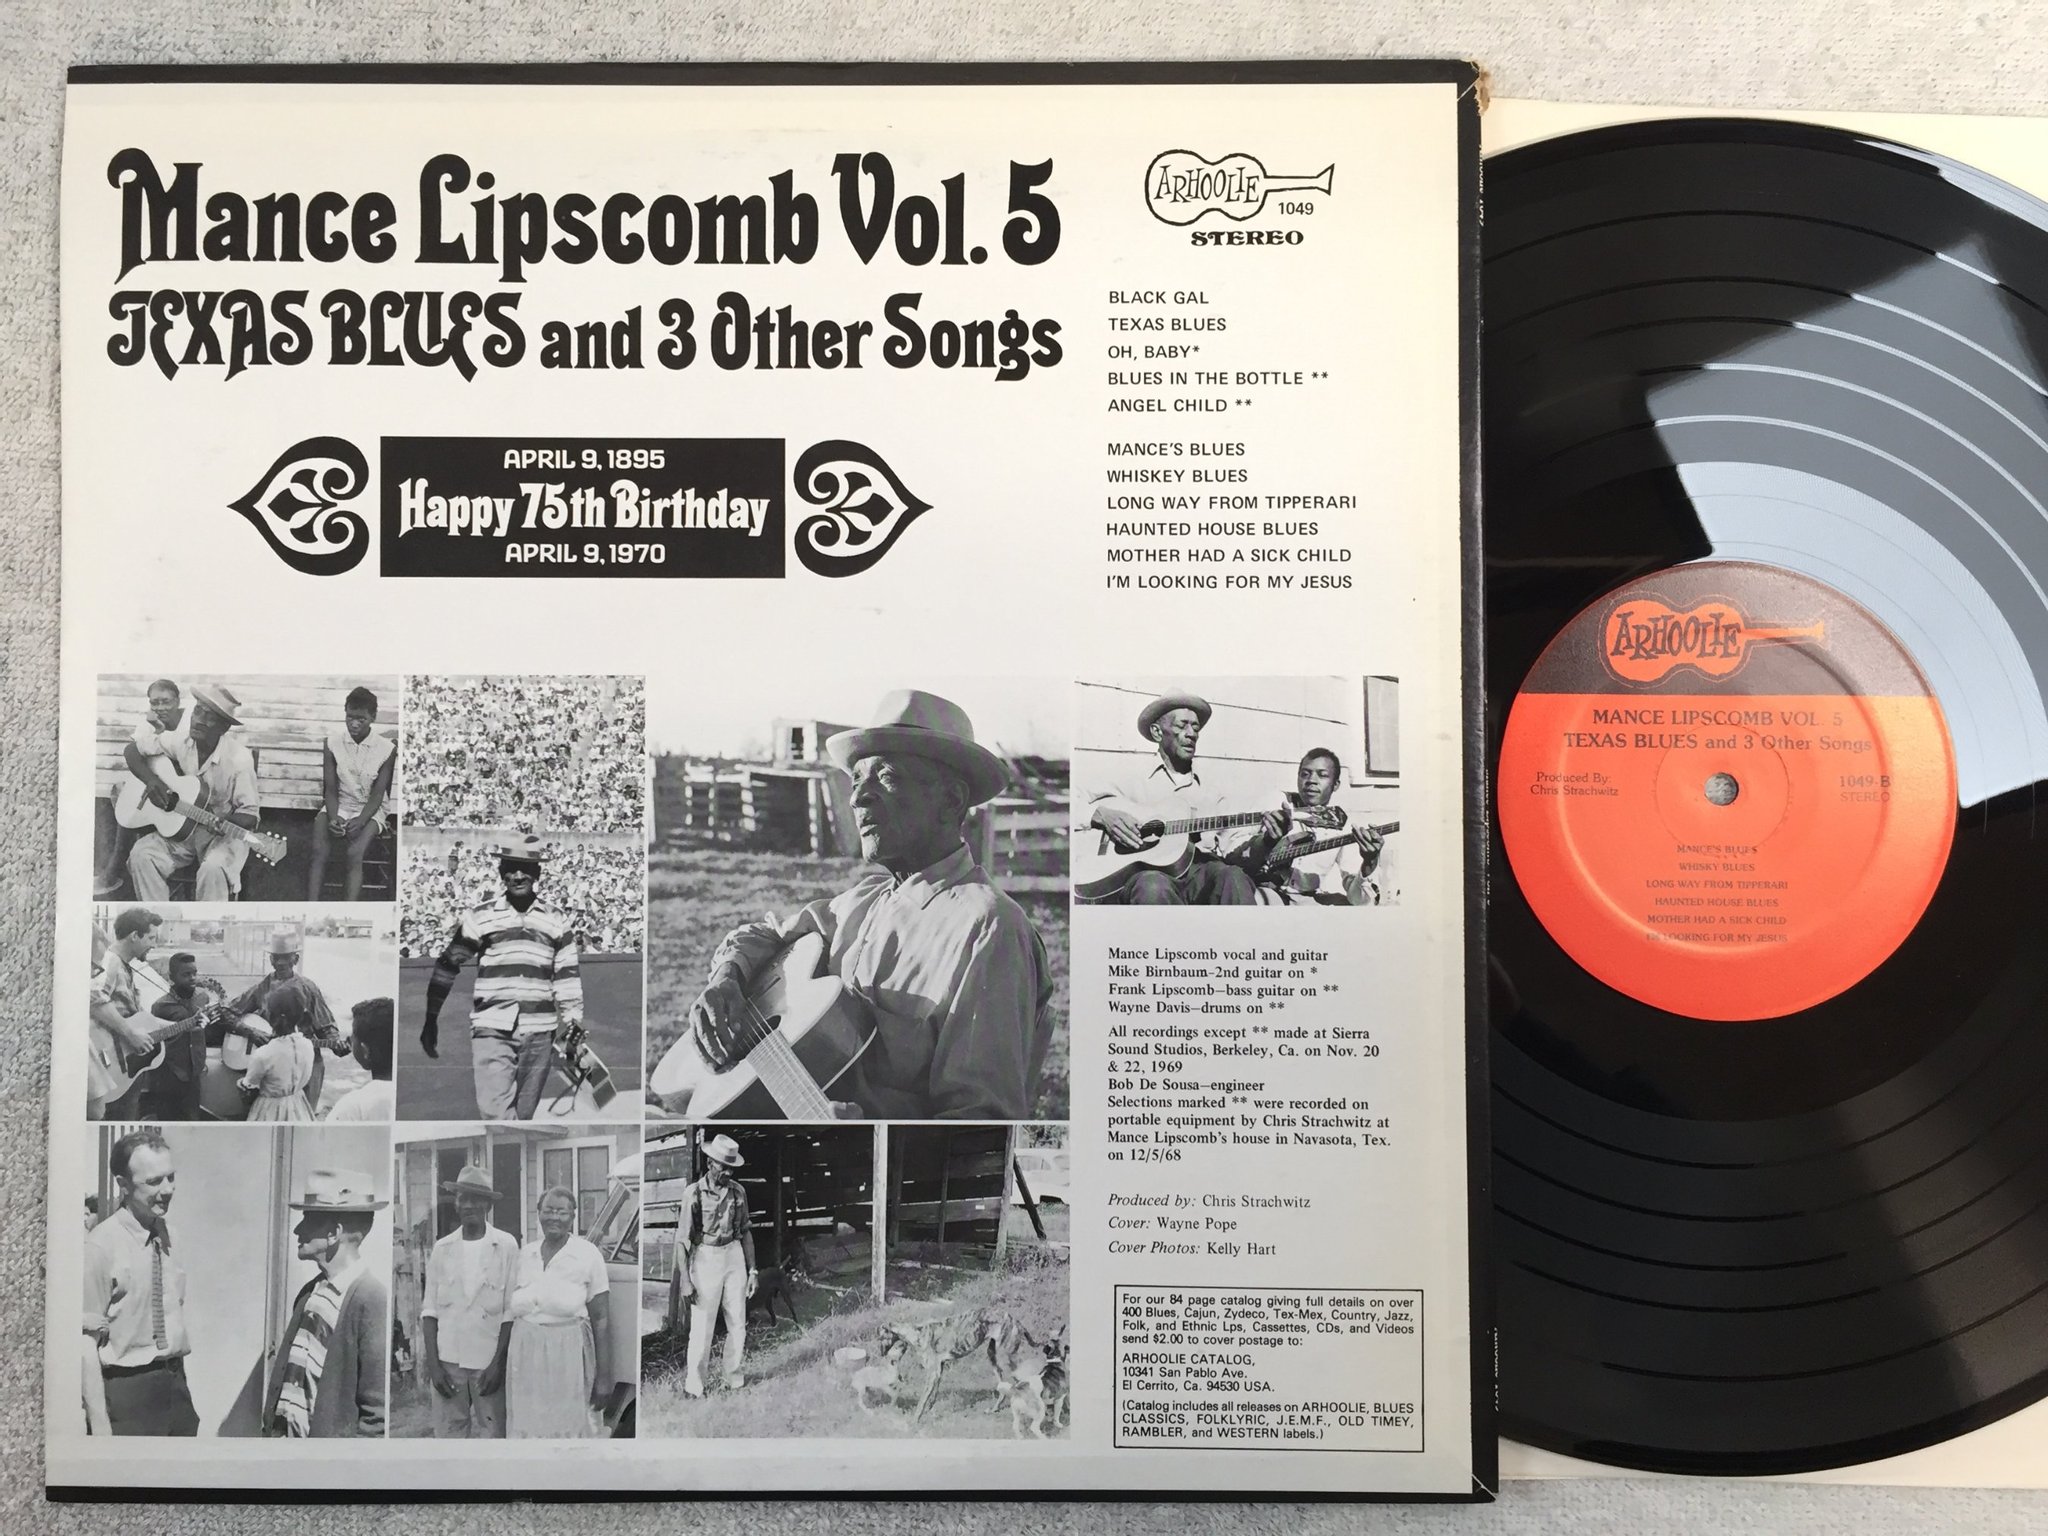 Mance Lipscomb Vol. 5
TEXAS BLUES and 3 Other Songs
APRIL 9, 1895
Happy 75th Birthday
APRIL 9, 1970
ARHOOLIE
1049
STEREO
BLACK GAL
TEXAS BLUES
OH, BABY*
BLUES IN THE BOTTLE **
ANGEL CHILD **
MANCE'S BLUES
WHISKEY BLUES
LONG WAY FROM TIPPERARI
HAUNTED HOUSE BLUES
MOTHER HAD A SICK CHILD
I'M LOOKING FOR MY JESUS
Mance Lipscomb vocal and guitar
Mike Birnbaum-2nd guitar on *
Frank Lipscomb—bass guitar on **
Wayne Davis—drums on **
All recordings except ** made at Sierra
Sound Studios, Berkeley, Ca. on Nov. 20
& 22, 1969
Bob De Sousa—engineer
Selections marked ** were recorded on
portable equipment by Chris Strachwitz at
Mance Lipscomb's house in Navasota, Tex.
on 12/5/68
Produced by: Chris Strachwitz
Cover: Wayne Pope
Cover Photos: Kelly Hart
For our 84 page catalog giving full details on over
400 Blues, Cajun, Zydeco, Tex-Mex, Country, Jazz,
Folk, and Ethnic Lps, Cassettes, CDs, and Videos
send $2.00 to cover postage to:
ARHOOLIE CATALOG,
10341 San Pablo Ave.
El Cerrito, Ca. 94530 USA.
(Catalog includes all releases on ARHOOLIE, BLUES
CLASSICS, FOLKLYRIC, J.E.M.F., OLD TIMEY,
RAMBLER, and WESTERN labels.)
ARHOOLIE
MANCE LIPSCOMB VOL. 5
TEXAS BLUES and 3 Other Songs
Produced By:
Chris Strachwitz
1049-B
STEREO
MANCE'S BLUES
WHISKY BLUES
LONG WAY FROM TIPPERARI
HAUNTED HOUSE BLUES
MOTHER HAD A SICK CHILD
I'M LOOKING FOR MY JESUS